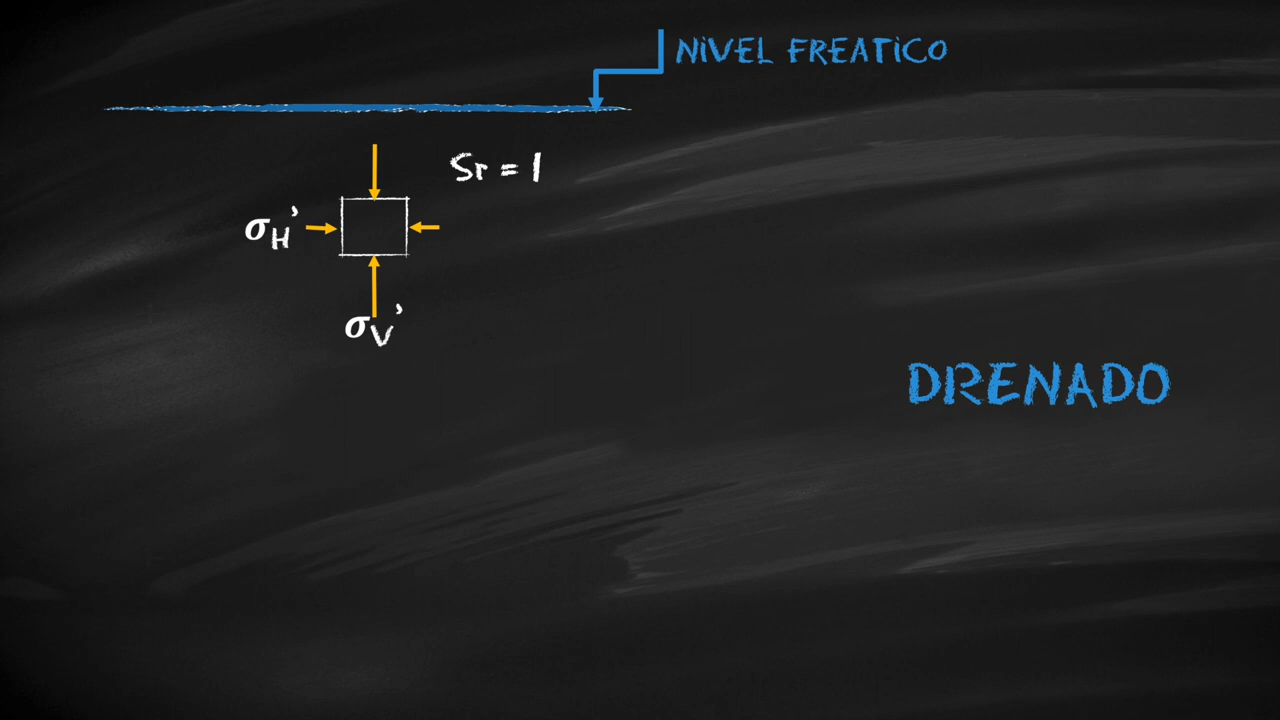 NIVEL FREATICO
Sr = 1
σH'
σV'
DRENADO